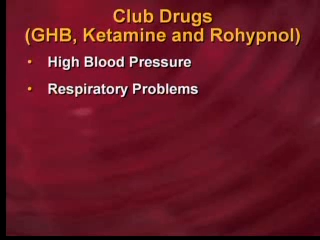 Club Drugs
(GHB, Ketamine and Rohypnol)
• High Blood Pressure
• Respiratory Problems